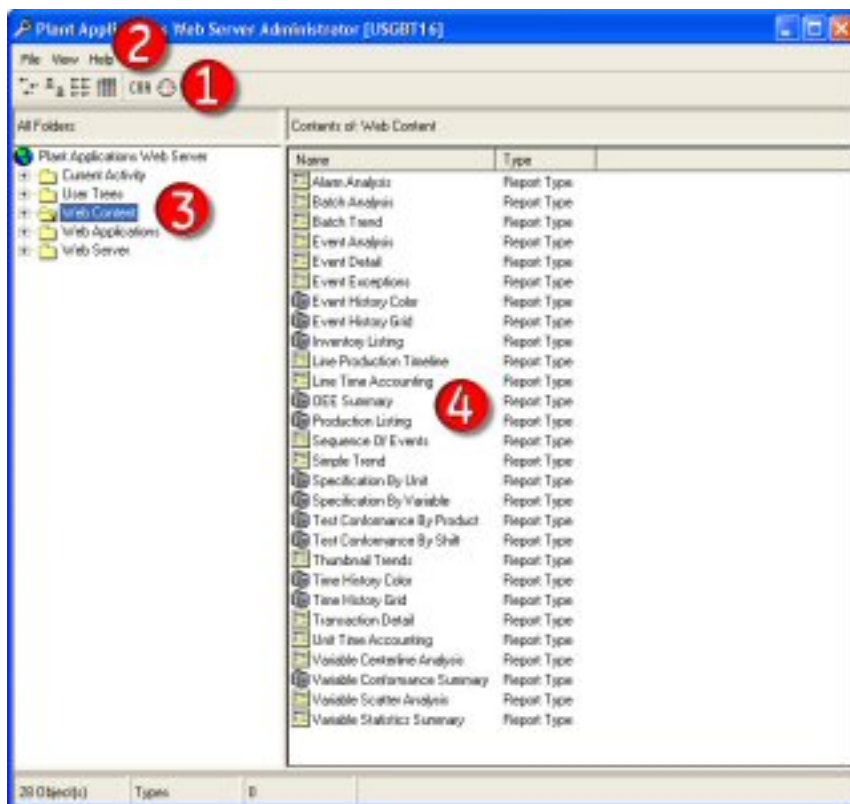 Plant Appl s Web Server Administrator [USGBT16]
2
File View Help
1
All Folders
Contents of: Web Content
Plant Applications Web Server
Current Activity
User Trees
Web Content
3
Web Applications
Web Server
Name Type
Alarm Analysis Report Type
Batch Analysis Report Type
Batch Trend Report Type
Event Analysis Report Type
Event Detail Report Type
Event Exceptions Report Type
Event History Color Report Type
Event History Grid Report Type
Inventory Listing Report Type
Line Production Timeline Report Type
Line Time Accounting Report Type
OEE Summary 4 Report Type
Production Listing Report Type
Sequence Of Events Report Type
Simple Trend Report Type
Specification By Unit Report Type
Specification By Variable Report Type
Test Conformance By Product Report Type
Test Conformance By Shift Report Type
Thumbnail Trends Report Type
Time History Color Report Type
Time History Grid Report Type
Transaction Detail Report Type
Unit Time Accounting Report Type
Variable Centerline Analysis Report Type
Variable Conformance Summary Report Type
Variable Scatter Analysis Report Type
Variable Statistics Summary Report Type
28 Object(s) Types 0